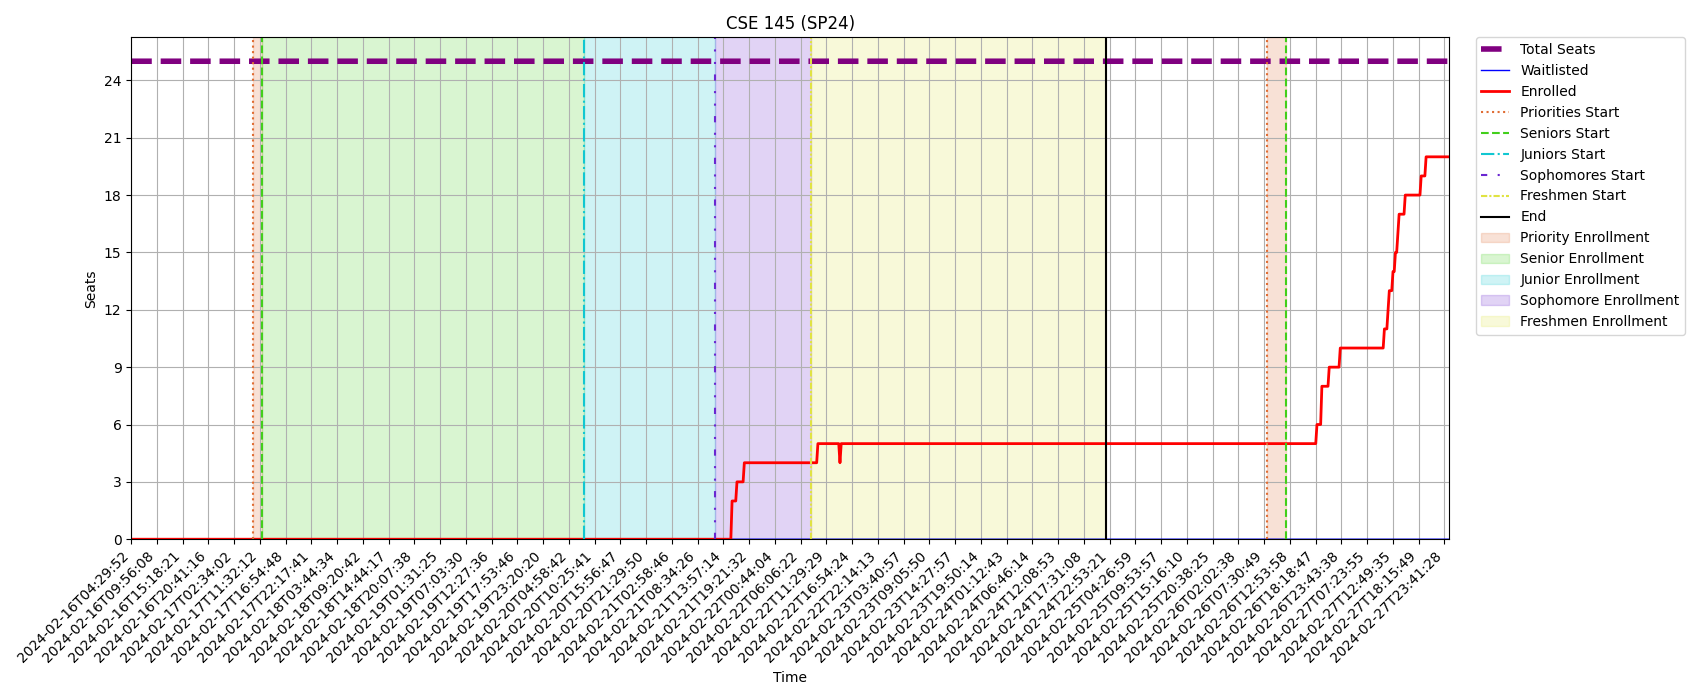 CSE 145 (SP24)
Total Seats
Waitlisted
Enrolled
Priorities Start
Seniors Start
Juniors Start
Sophomores Start
Freshmen Start
End
Priority Enrollment
Senior Enrollment
Junior Enrollment
Sophomore Enrollment
Freshmen Enrollment
Seats
24
21
18
15
12
9
6
3
0
2024-02-16T04:29:52
2024-02-16T09:56:08
2024-02-16T15:18:21
2024-02-16T20:41:16
2024-02-17T02:34:02
2024-02-17T11:32:12
2024-02-17T16:54:48
2024-02-17T22:17:41
2024-02-18T03:44:34
2024-02-18T09:20:42
2024-02-18T14:44:17
2024-02-18T20:07:38
2024-02-19T01:31:25
2024-02-19T07:03:30
2024-02-19T12:27:36
2024-02-19T17:53:46
2024-02-19T23:20:20
2024-02-20T04:58:42
2024-02-20T10:25:41
2024-02-20T15:56:47
2024-02-20T21:29:50
2024-02-21T02:58:46
2024-02-21T08:34:26
2024-02-21T13:57:14
2024-02-21T19:21:32
2024-02-22T00:44:04
2024-02-22T06:06:22
2024-02-22T11:29:29
2024-02-22T16:54:24
2024-02-22T22:14:13
2024-02-23T03:40:57
2024-02-23T09:05:50
2024-02-23T14:27:57
2024-02-23T19:50:14
2024-02-24T01:12:43
2024-02-24T06:46:14
2024-02-24T12:08:53
2024-02-24T17:31:08
2024-02-24T22:53:21
2024-02-25T04:26:59
2024-02-25T09:53:57
2024-02-25T15:16:10
2024-02-25T20:38:25
2024-02-26T02:02:38
2024-02-26T07:30:49
2024-02-26T12:53:58
2024-02-26T18:18:47
2024-02-26T23:43:38
2024-02-27T07:23:55
2024-02-27T12:49:35
2024-02-27T18:15:49
2024-02-27T23:41:28
Time